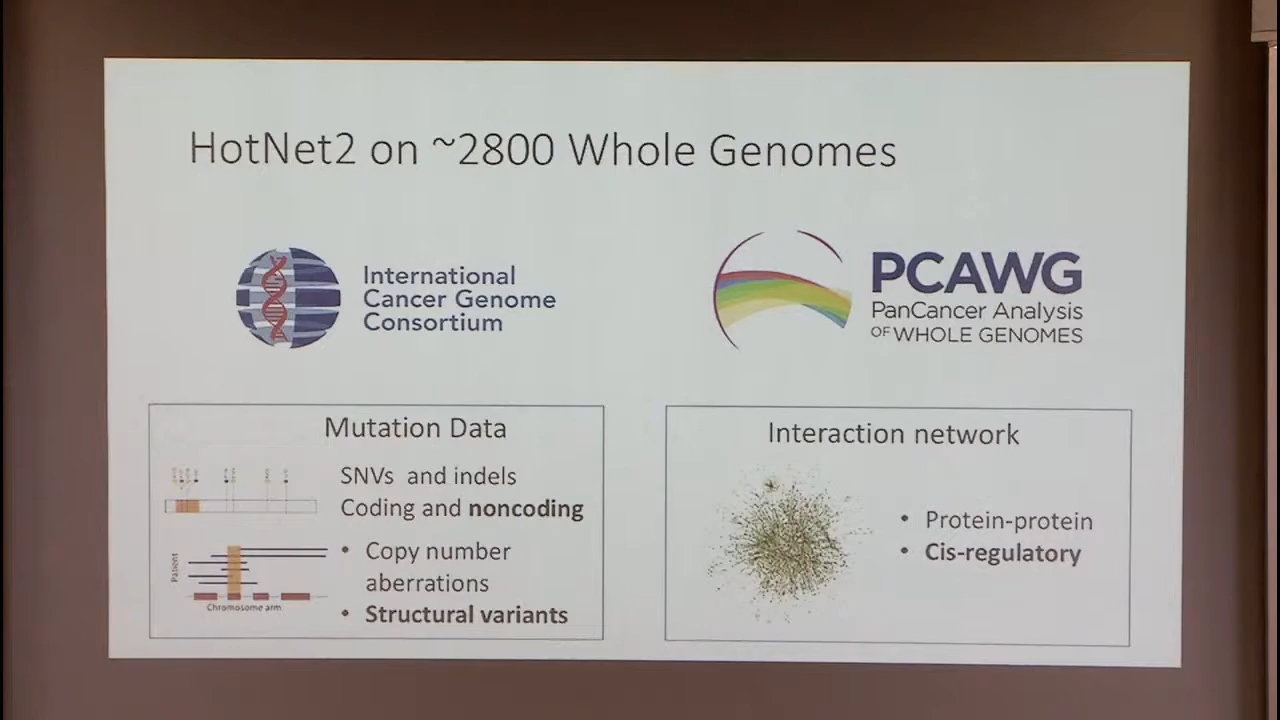 HotNet2 on ~2800 Whole Genomes
International
Cancer Genome
Consortium
PCAWG
PanCancer Analysis
OF WHOLE GENOMES
Mutation Data
SNVs and indels
Coding and noncoding
• Copy number
aberrations
• Structural variants
Patient
Chromosome arm
Interaction network
• Protein-protein
• Cis-regulatory